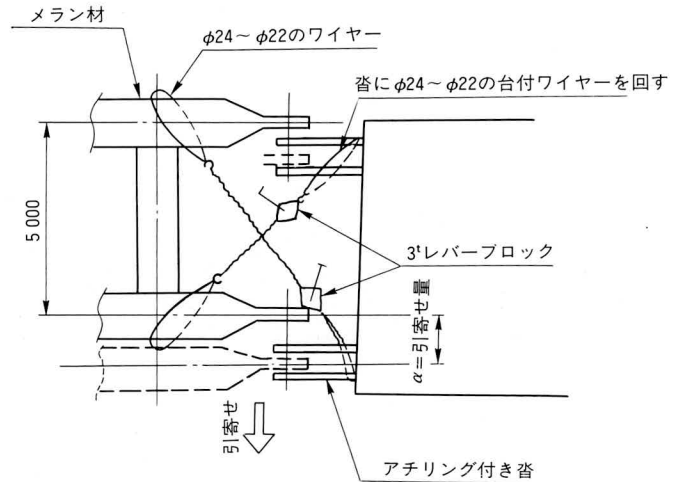 メラン材
φ24～φ22のワイヤー
沓にφ24～φ22の台付ワイヤーを回す
5 000
3ᵗレバーブロック
α＝引寄せ量
引寄せ
アチリング付き沓